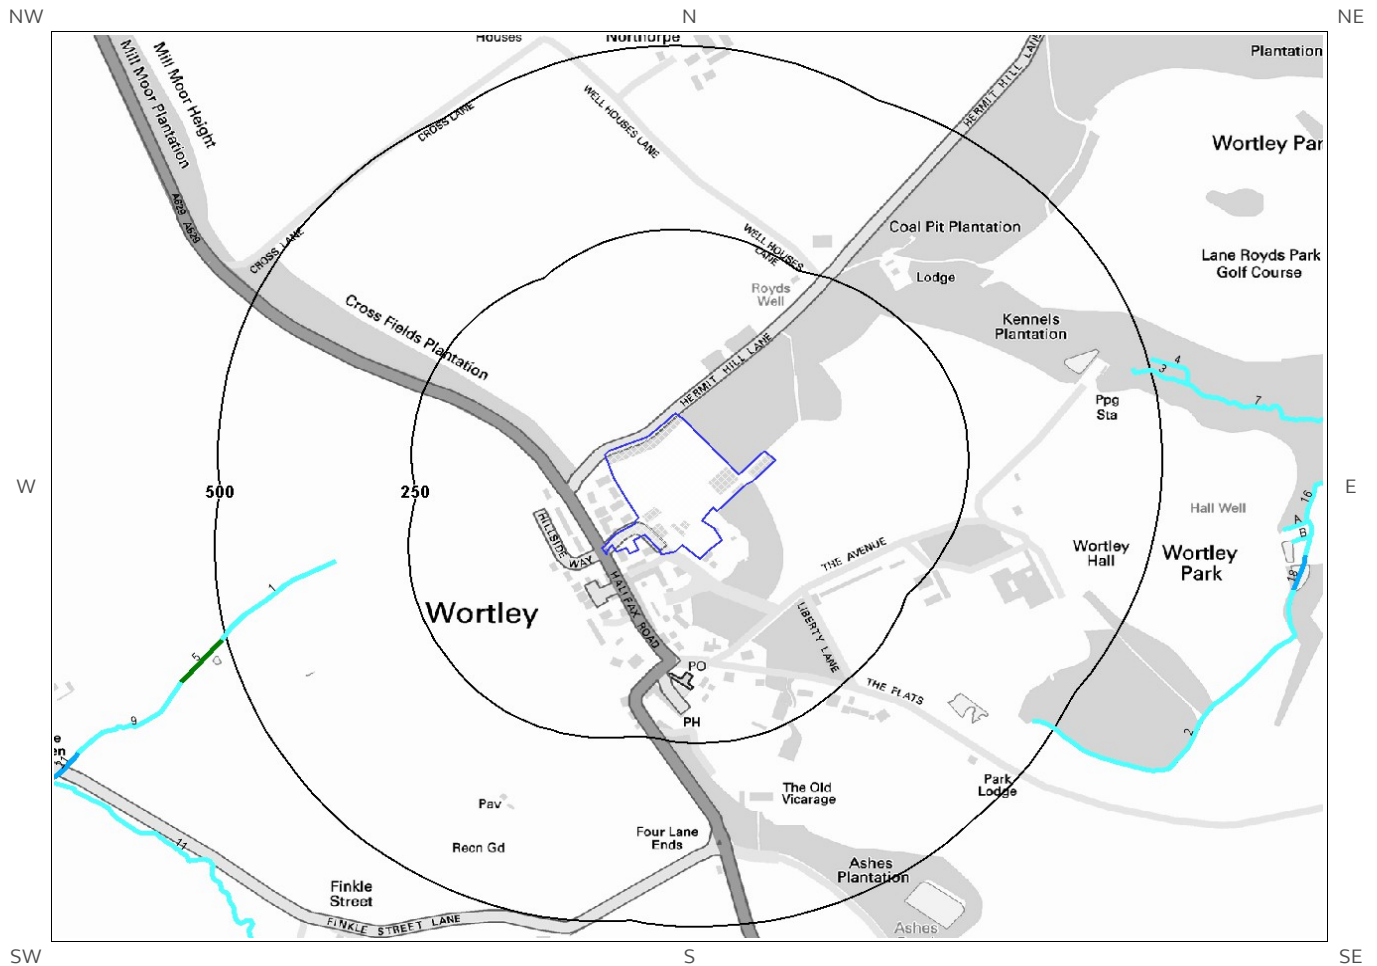 NW
N
NE
Houses
Northorpe
Plantation
Mill Moor Height
Mill Moor Plantation
HERMIT HILL LANE
CROSS LANE
WELL HOUSES LANE
Wortley Par
A629 A629
CROSS LANE
WELL HOUSES
LANE
Coal Pit Plantation
Lane Royds Park
Golf Course
Lodge
Royds
Well
Cross Fields Plantation
Kennels
Plantation
HERMIT HILL LANE
4
3
7
Ppg
Sta
W
500
250
E
16
Hall Well
A
B
HILLSIDE
WAY
THE AVENUE
Wortley
Hall
Wortley
Park
18
1
HALIFAX ROAD
Wortley
LIBERTY LANE
5
PO
THE FLATS
PH
9
2
e
en
Park
Lodge
The Old
Vicarage
Pav
Four Lane
Ends
11
Recn Gd
Ashes
Plantation
Finkle
Street
FINKLE STREET LANE
Ashes
SW
S
SE